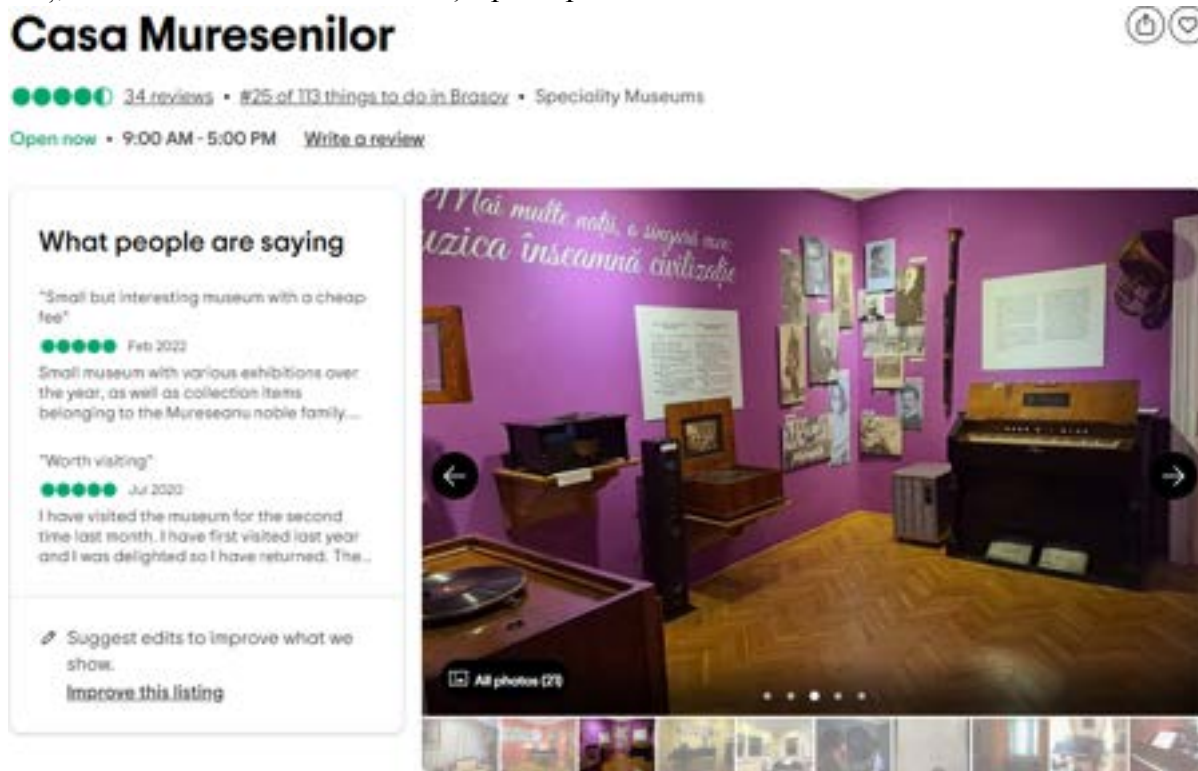 Casa Muresenilor
34 reviews • #25 of 113 things to do in Brasov • Speciality Museums
Open now • 9:00 AM - 5:00 PM Write a review
What people are saying
"Small but interesting museum with a cheap
fee"
Feb 2022
Small museum with various exhibitions over
the year, as well as collection items
belonging to the Mureseanu noble family....
"Worth visiting"
Jul 2020
I have visited the museum for the second
time last month. I have first visited last year
and I was delighted so I have returned. The...
Suggest edits to improve what we
show.
Improve this listing
Mai multe nații, o singură
uzica înseamnă civilizație
All photos (21)